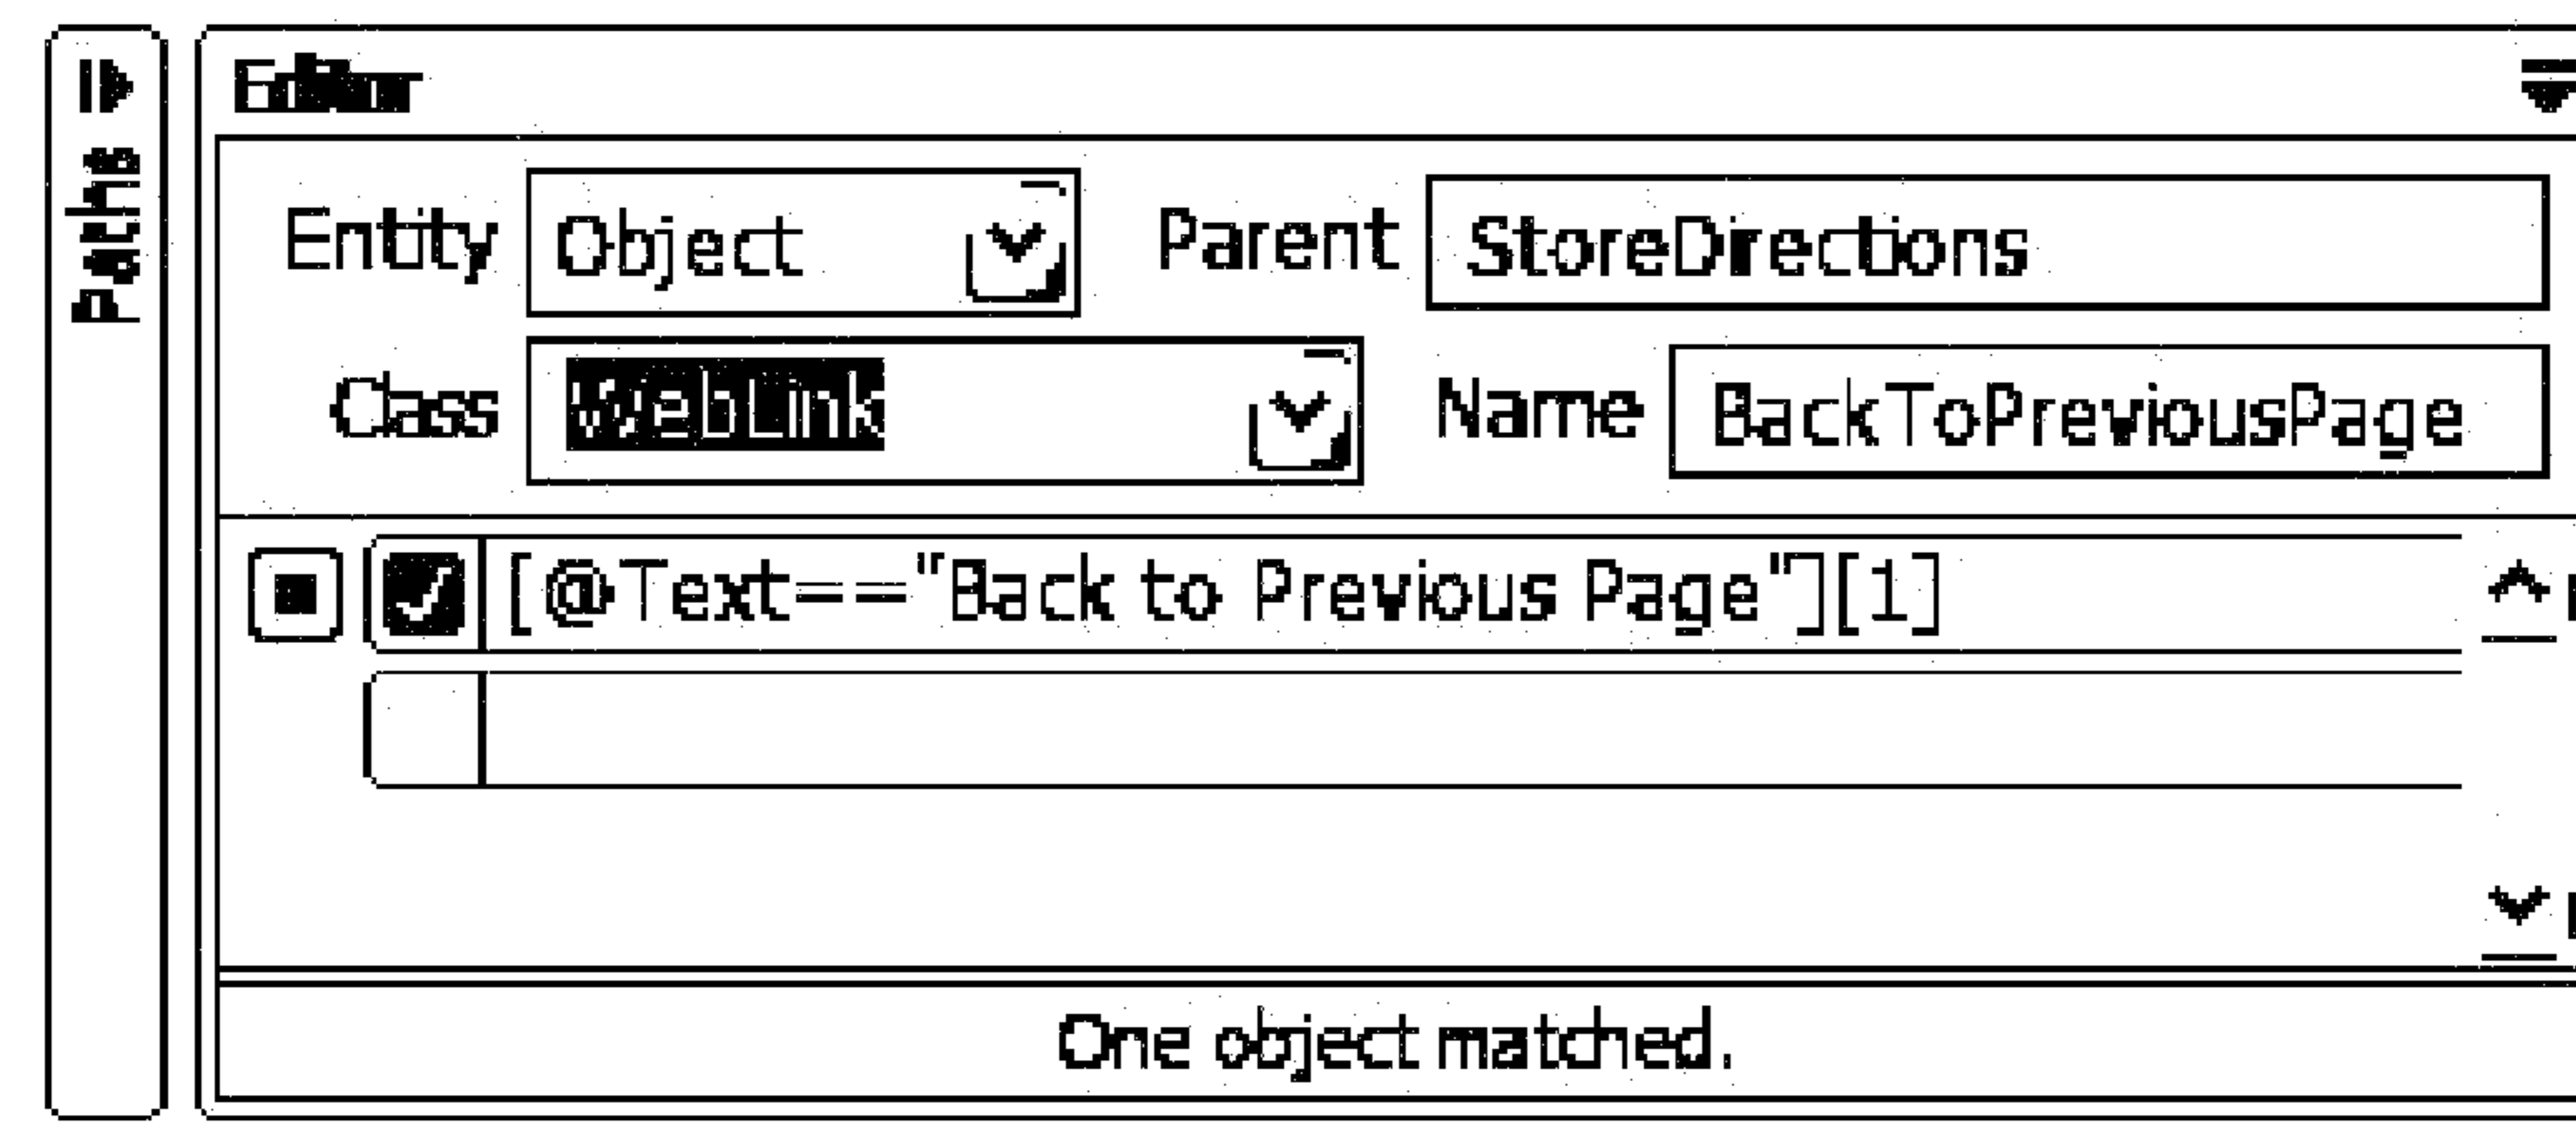 Paths
Editor
Entity Object Parent StoreDirections
Class WebLink Name BackToPreviousPage
[@Text=="Back to Previous Page"][1]
One object matched.